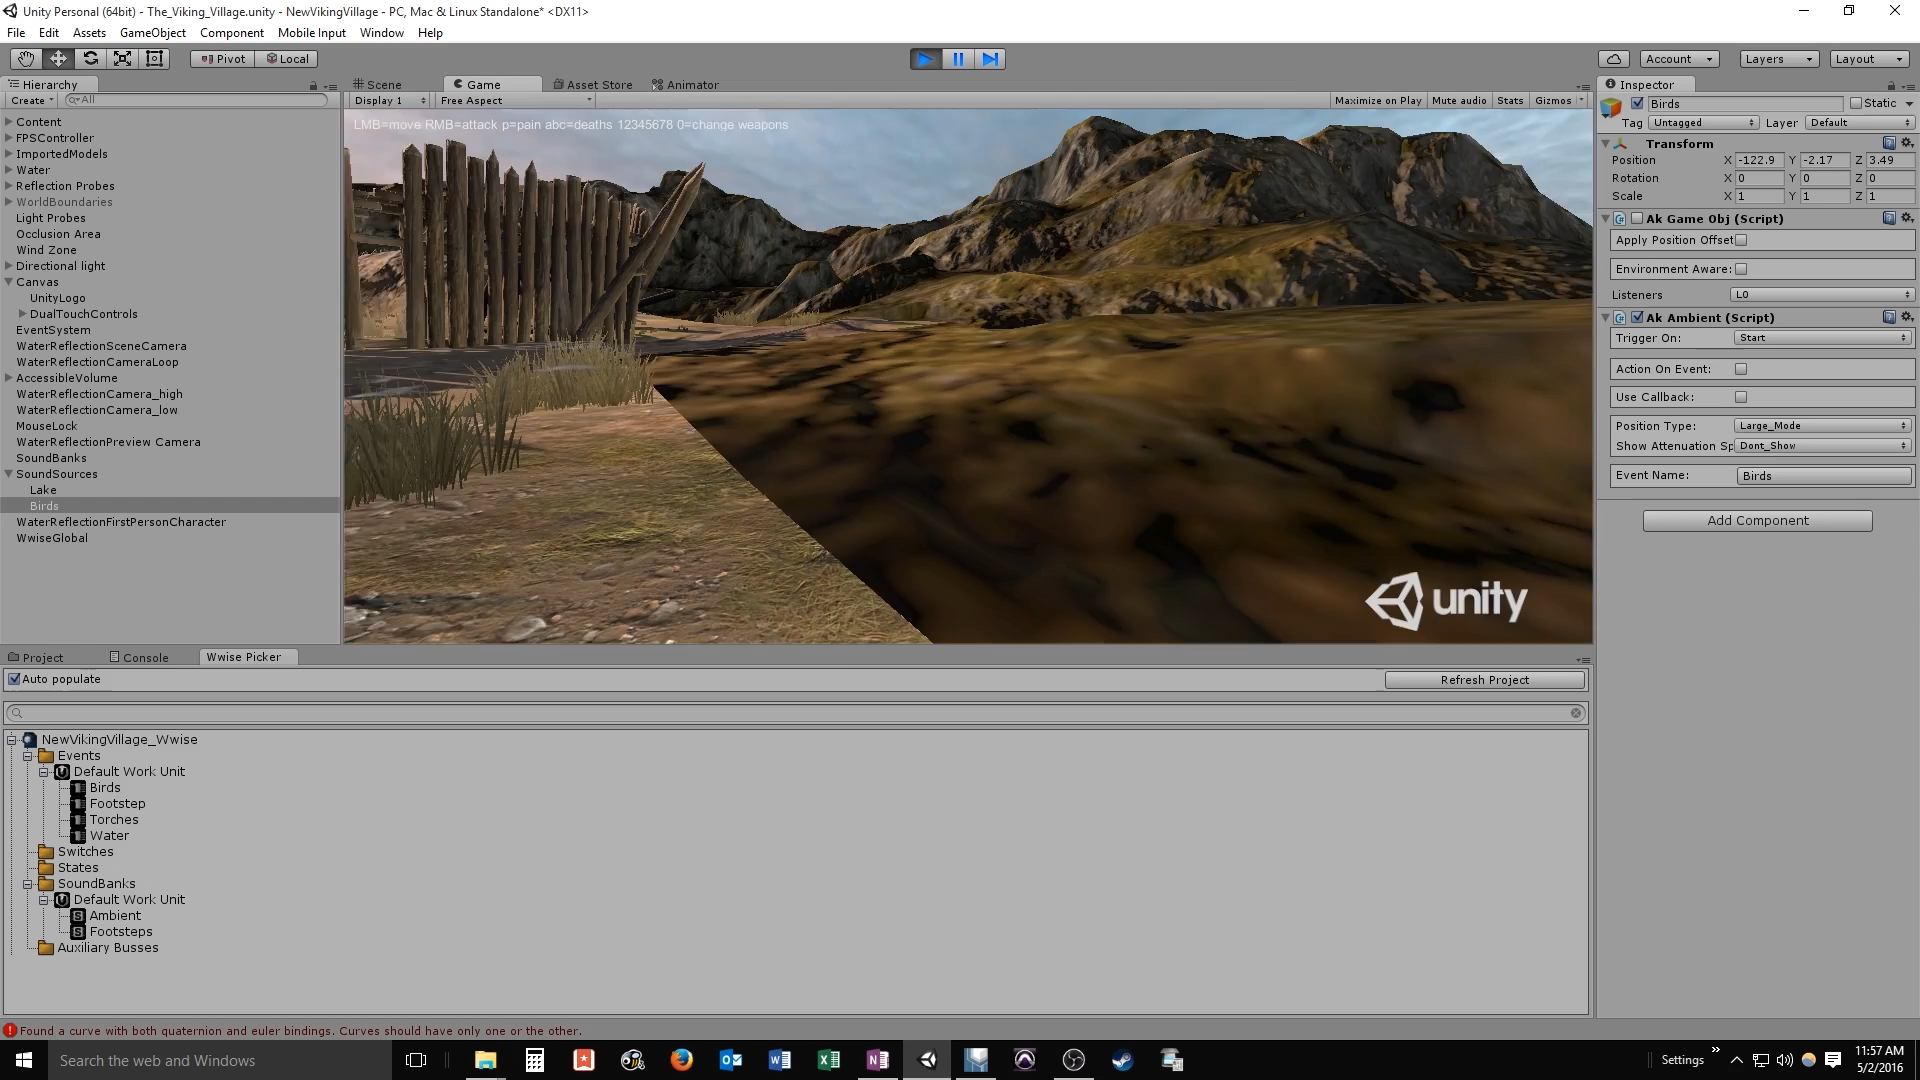 Unity Personal (64bit) - The_Viking_Village.unity - NewVikingVillage - PC, Mac & Linux Standalone* <DX11>
File Edit Assets GameObject Component Mobile Input Window Help
Pivot Local Account Layers Layout
Hierarchy
Create All
Content
FPSController
ImportedModels
Water
Reflection Probes
WorldBoundaries
Light Probes
Occlusion Area
Wind Zone
Directional light
Canvas
UnityLogo
DualTouchControls
EventSystem
WaterReflectionSceneCamera
WaterReflectionCameraLoop
AccessibleVolume
WaterReflectionCamera_high
WaterReflectionCamera_low
MouseLock
WaterReflectionPreview Camera
SoundBanks
SoundSources
Lake
Birds
WaterReflectionFirstPersonCharacter
WwiseGlobal
Scene Game Asset Store Animator
Display 1 Free Aspect Maximize on Play Mute audio Stats Gizmos
LMB=move RMB=attack p=pain abc=deaths 12345678 0=change weapons
unity
Inspector
Birds Static
Tag Untagged Layer Default
Transform
Position X -122.9 Y -2.17 Z 3.49
Rotation X 0 Y 0 Z 0
Scale X 1 Y 1 Z 1
Ak Game Obj (Script)
Apply Position Offset
Environment Aware:
Listeners L0
Ak Ambient (Script)
Trigger On: Start
Action On Event:
Use Callback:
Position Type: Large_Mode
Show Attenuation Sp Dont_Show
Event Name: Birds
Add Component
Project Console Wwise Picker
Auto populate Refresh Project
NewVikingVillage_Wwise
Events
Default Work Unit
Birds
Footstep
Torches
Water
Switches
States
SoundBanks
Default Work Unit
Ambient
Footsteps
Auxiliary Busses
Found a curve with both quaternion and euler bindings. Curves should have only one or the other.
Search the web and Windows
Settings
11:57 AM
5/2/2016